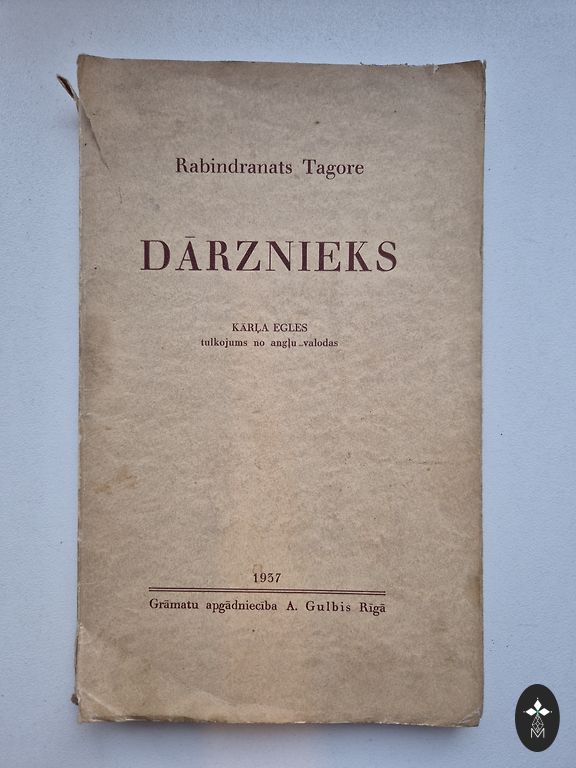 Rabindranats Tagore
DĀRZNIEKS
KĀRĻA EGLES
tulkojums no angļu valodas
1937
Grāmatu apgādniecība A. Gulbis Rīgā
M